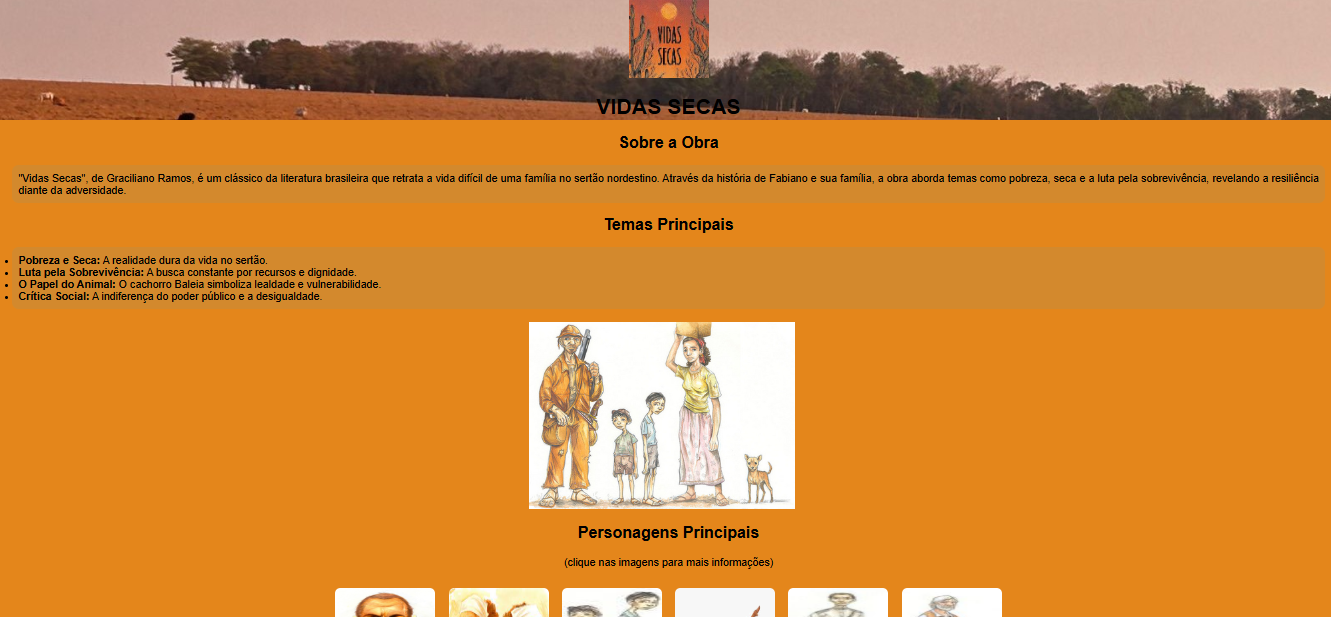 VIDAS
SECAS
VIDAS SECAS
Sobre a Obra
"Vidas Secas", de Graciliano Ramos, é um clássico da literatura brasileira que retrata a vida difícil de uma família no sertão nordestino. Através da história de Fabiano e sua família, a obra aborda temas como pobreza, seca e a luta pela sobrevivência, revelando a resiliência
diante da adversidade.
Temas Principais
• Pobreza e Seca: A realidade dura da vida no sertão.
• Luta pela Sobrevivência: A busca constante por recursos e dignidade.
• O Papel do Animal: O cachorro Baleia simboliza lealdade e vulnerabilidade.
• Crítica Social: A indiferença do poder público e a desigualdade.
Personagens Principais
(clique nas imagens para mais informações)